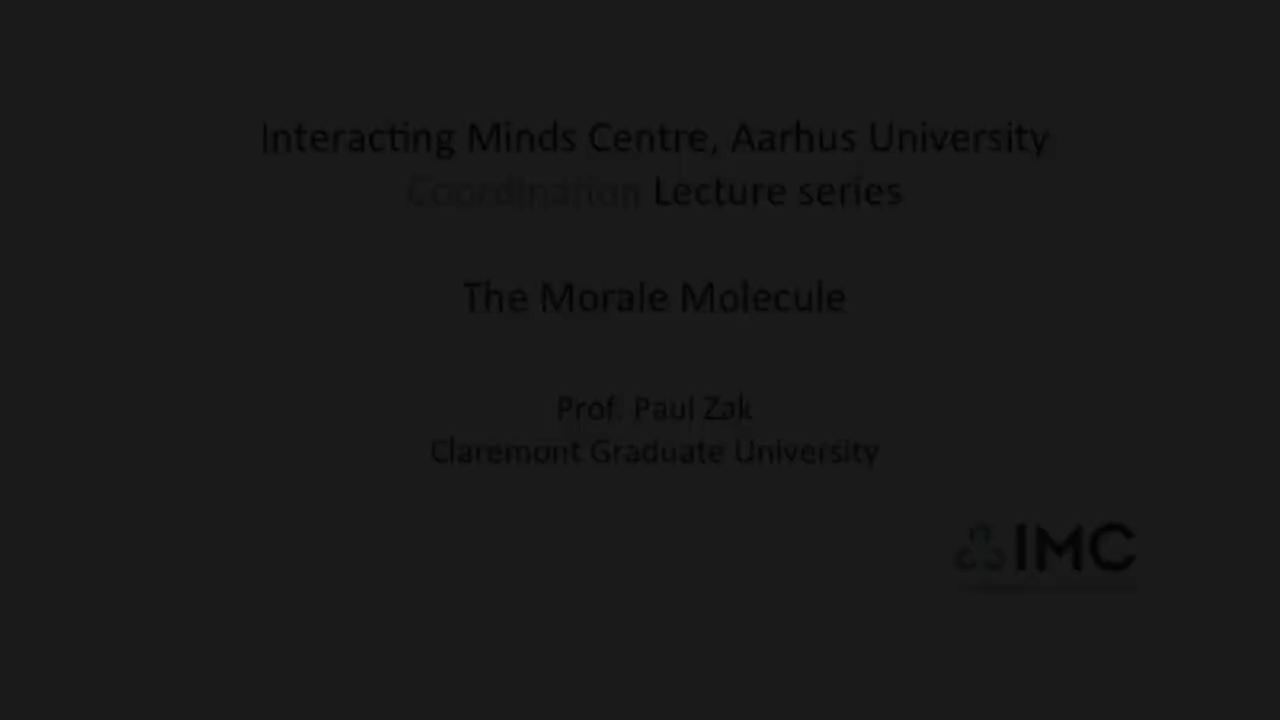 Interacting Minds Centre, Aarhus University
Coordination Lecture series
The Morale Molecule
Prof. Paul Zak
Claremont Graduate University
IMC